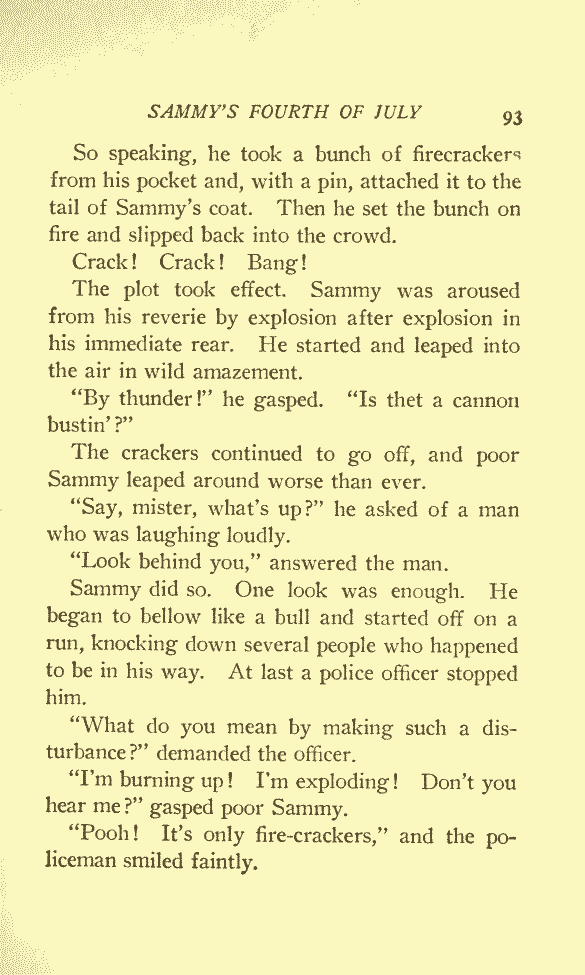 SAMMY'S FOURTH OF JULY 93
So speaking, he took a bunch of firecrackers
from his pocket and, with a pin, attached it to the
tail of Sammy's coat. Then he set the bunch on
fire and slipped back into the crowd.
Crack! Crack! Bang!
The plot took effect. Sammy was aroused
from his reverie by explosion after explosion in
his immediate rear. He started and leaped into
the air in wild amazement.
"By thunder!" he gasped. "Is thet a cannon
bustin'?"
The crackers continued to go off, and poor
Sammy leaped around worse than ever.
"Say, mister, what's up?" he asked of a man
who was laughing loudly.
"Look behind you," answered the man.
Sammy did so. One look was enough. He
began to bellow like a bull and started off on a
run, knocking down several people who happened
to be in his way. At last a police officer stopped
him.
"What do you mean by making such a dis-
turbance?" demanded the officer.
"I'm burning up! I'm exploding! Don't you
hear me?" gasped poor Sammy.
"Pooh! It's only fire-crackers," and the po-
liceman smiled faintly.